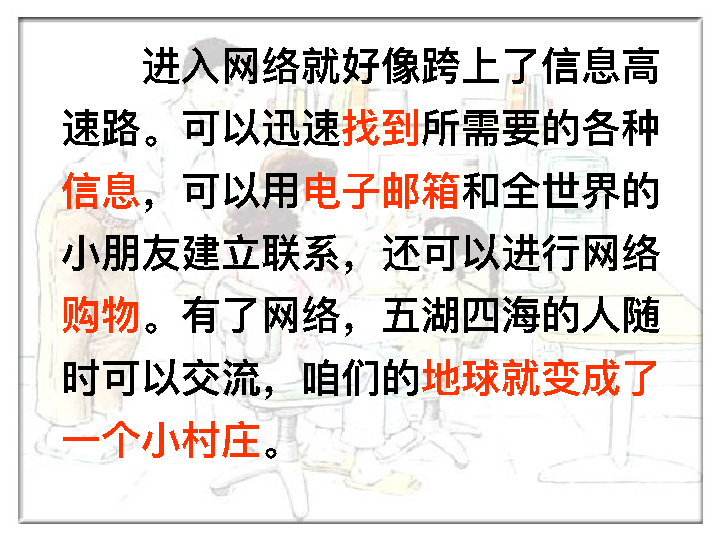 进入网络就好像跨上了信息高
速路。可以迅速找到所需要的各种
信息，可以用电子邮箱和全世界的
小朋友建立联系，还可以进行网络
购物。有了网络，五湖四海的人随
时可以交流，咱们的地球就变成了
一个小村庄。